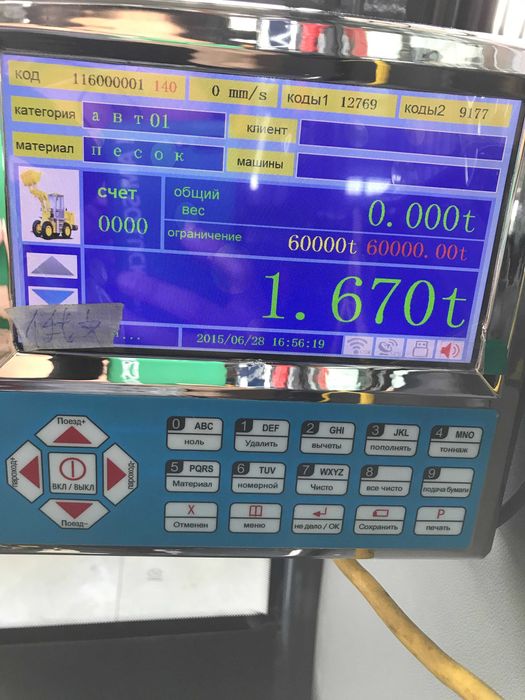 код 116000001 140 0 mm/s коды1 12769 коды2 9177
категория авт01 клиент
материал песок машины
счет 0000
общий вес 0.000t
ограничение 60000t 60000.00t
1.670t
2015/06/28 16:56:19
Поезд+
ВКЛ / ВЫКЛ
Поезд–
0 ABC ноль
1 DEF Удалить
2 GHI вычеты
3 JKL пополнять
4 MNO тоннаж
5 PQRS Материал
6 TUV номерной
7 WXYZ Чисто
8 все чисто
9 подача бумаги
X Отменен
меню
не дело / OK
Сохранить
P печать